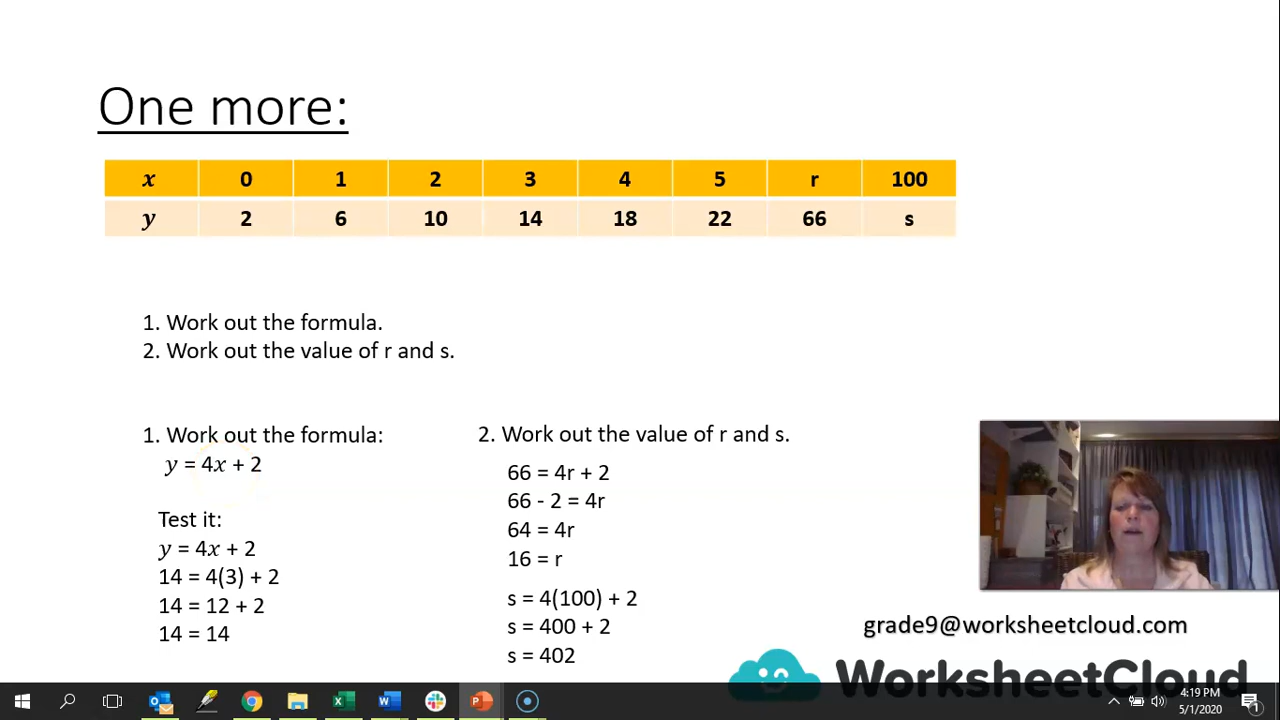 One more:
x 0 1 2 3 4 5 r 100
y 2 6 10 14 18 22 66 s
1. Work out the formula.
2. Work out the value of r and s.
1. Work out the formula:
y = 4x + 2
Test it:
y = 4x + 2
14 = 4(3) + 2
14 = 12 + 2
14 = 14
2. Work out the value of r and s.
66 = 4r + 2
66 - 2 = 4r
64 = 4r
16 = r
s = 4(100) + 2
s = 400 + 2
s = 402
grade9@worksheetcloud.com
WorksheetCloud
4:19 PM
5/1/2020